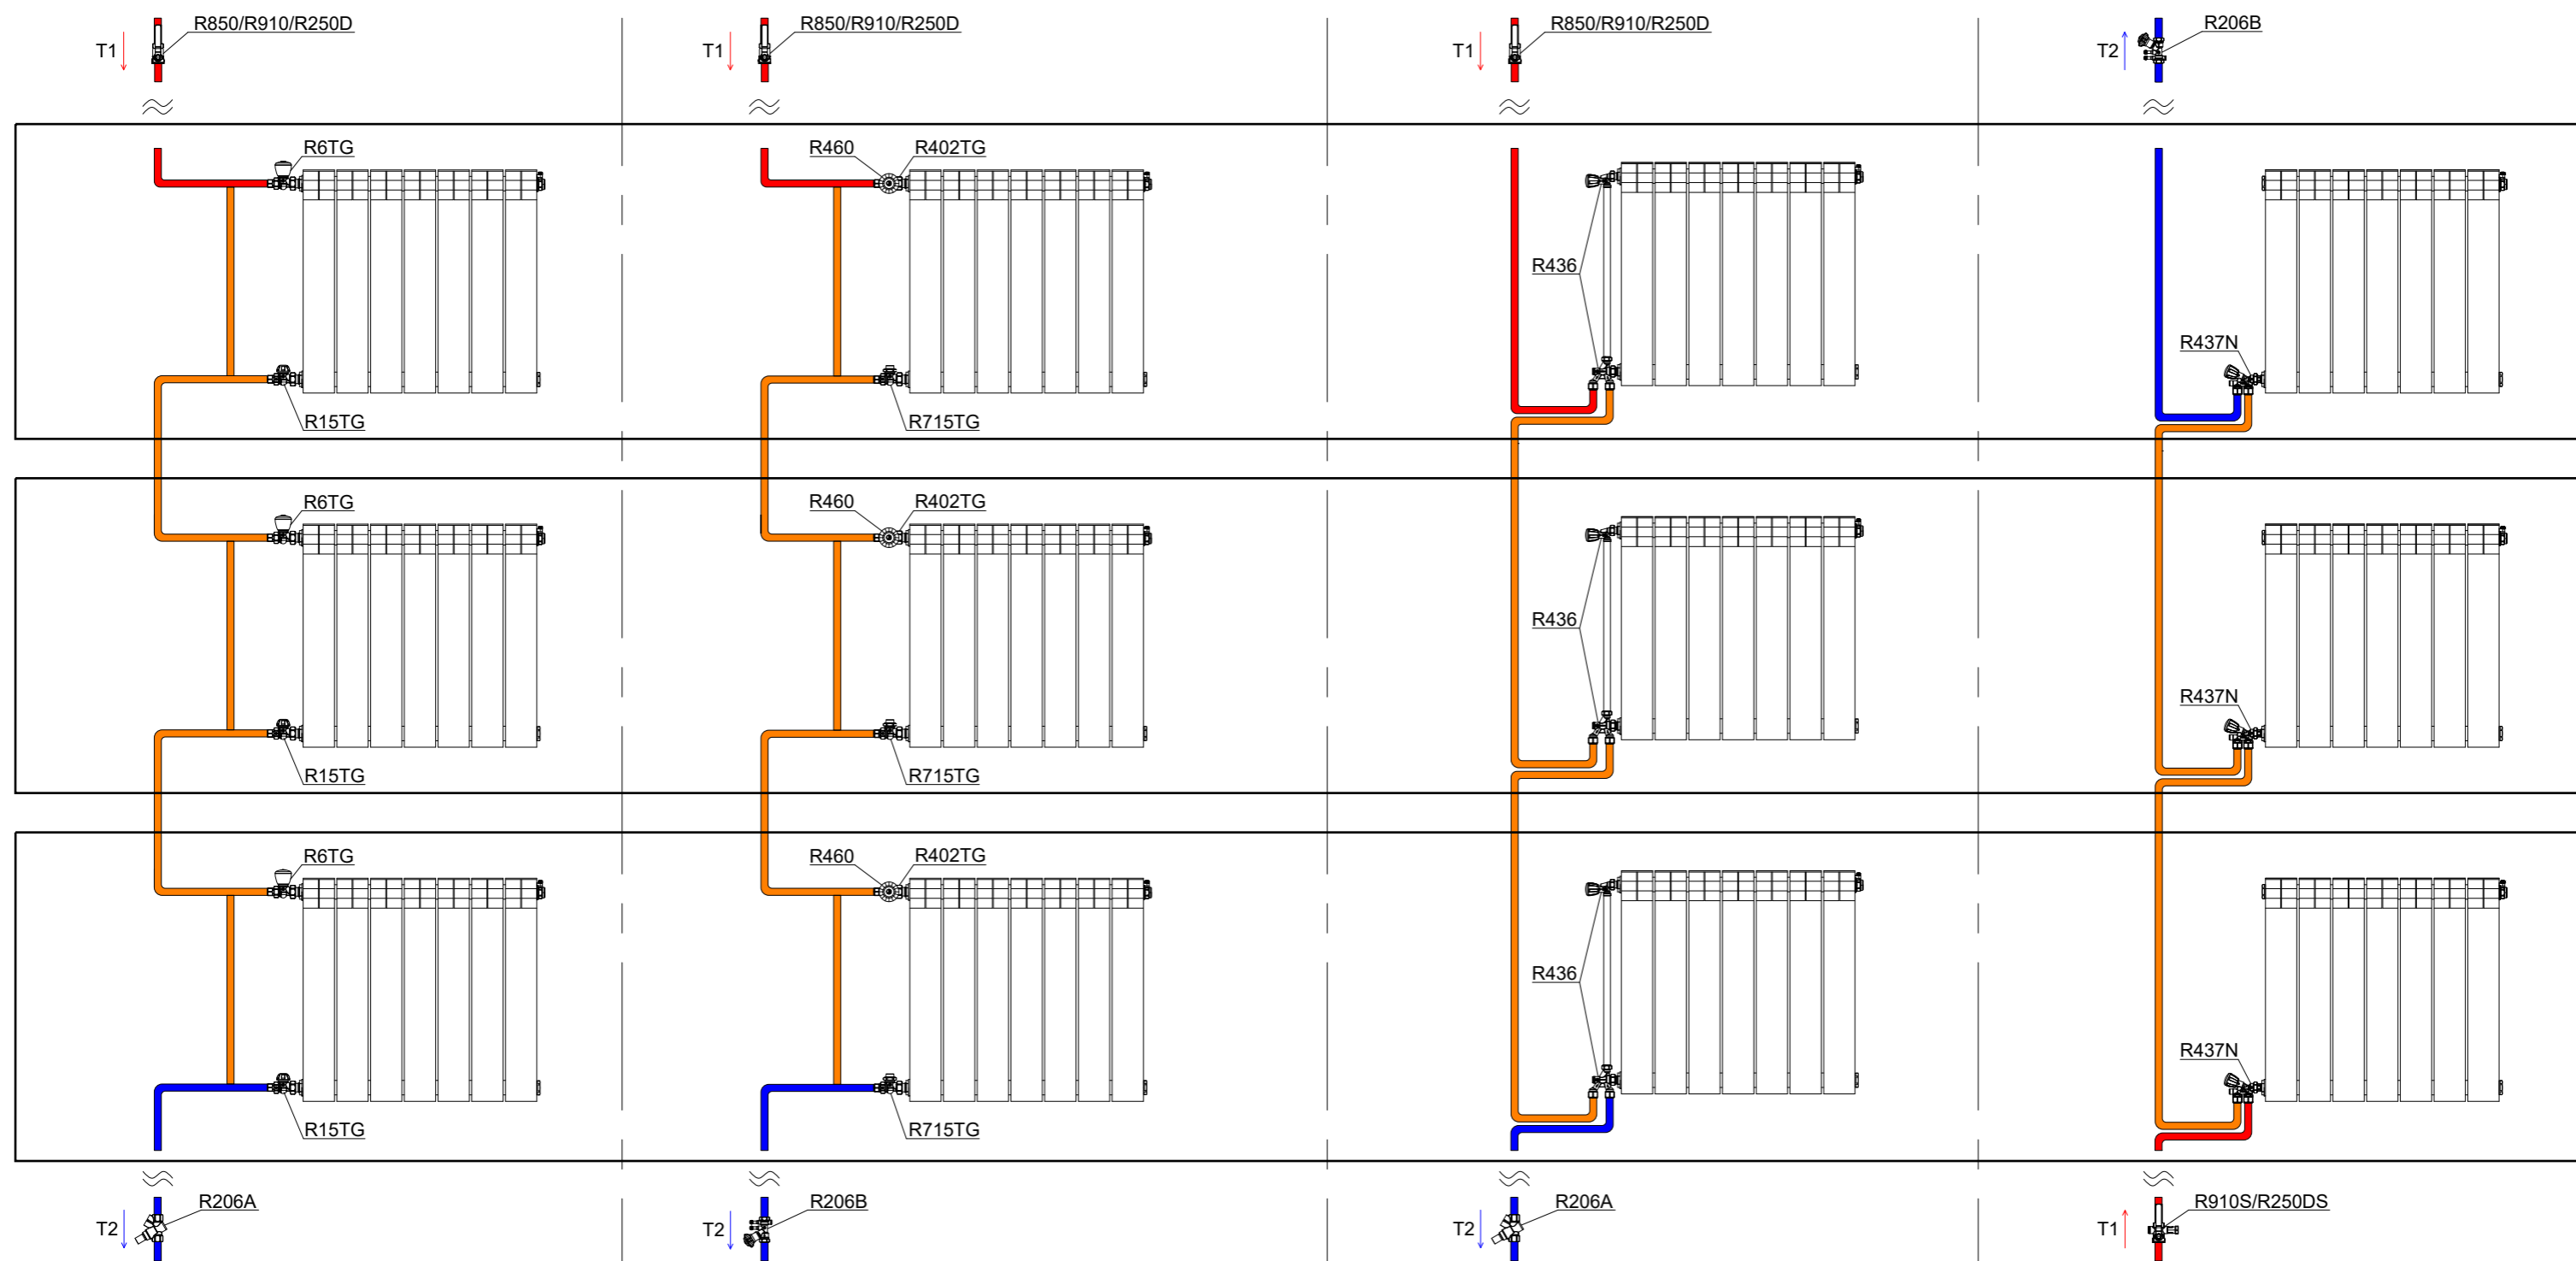 R850/R910/R250D
R850/R910/R250D
R850/R910/R250D
R206B
T1
T1
T1
T2
R6TG
R460
R402TG
R436
R437N
R15TG
R715TG
R6TG
R460
R402TG
R436
R437N
R15TG
R715TG
R6TG
R460
R402TG
R436
R437N
R15TG
R715TG
R206A
R206B
R206A
R910S/R250DS
T2
T2
T2
T1